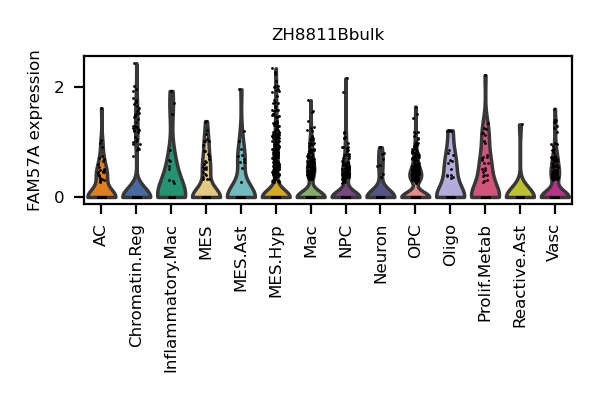 ZH8811Bbulk
FAM57A expression
2
0
AC
Chromatin.Reg
Inflammatory.Mac
MES
MES.Ast
MES.Hyp
Mac
NPC
Neuron
OPC
Oligo
Prolif.Metab
Reactive.Ast
Vasc